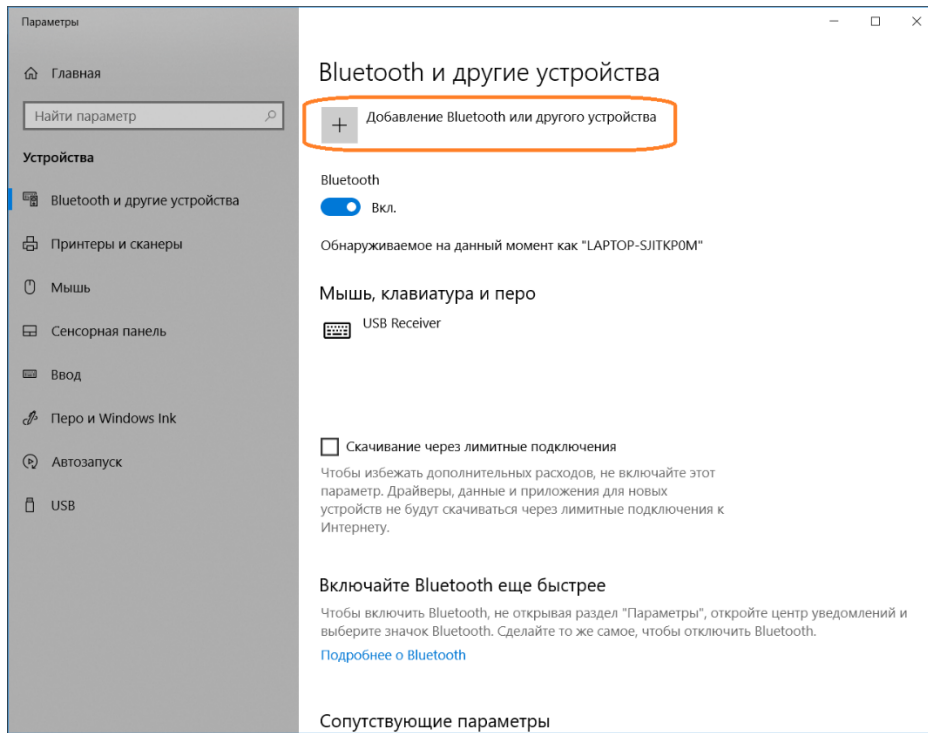 Параметры
Главная
Найти параметр
Устройства
Bluetooth и другие устройства
Принтеры и сканеры
Мышь
Сенсорная панель
Ввод
Перо и Windows Ink
Автозапуск
USB
Bluetooth и другие устройства
Добавление Bluetooth или другого устройства
Bluetooth
Вкл.
Обнаруживаемое на данный момент как "LAPTOP-SJITKP0M"
Мышь, клавиатура и перо
USB Receiver
Скачивание через лимитные подключения
Чтобы избежать дополнительных расходов, не включайте этот
параметр. Драйверы, данные и приложения для новых
устройств не будут скачиваться через лимитные подключения к
Интернету.
Включайте Bluetooth еще быстрее
Чтобы включить Bluetooth, не открывая раздел "Параметры", откройте центр уведомлений и
выберите значок Bluetooth. Сделайте то же самое, чтобы отключить Bluetooth.
Подробнее о Bluetooth
Сопутствующие параметры